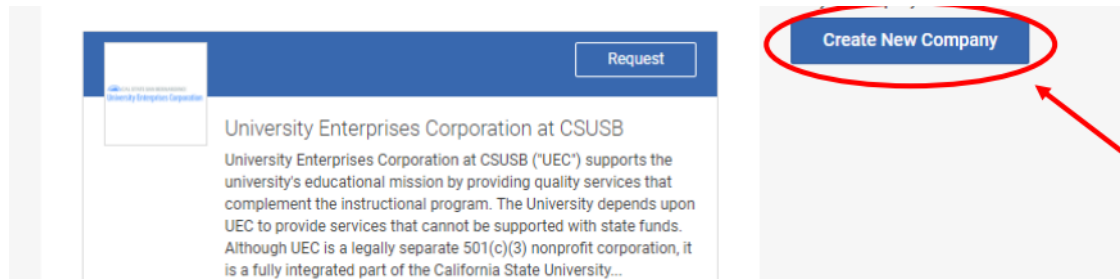 Create New Company
Request
University Enterprises Corporation
University Enterprises Corporation at CSUSB
University Enterprises Corporation at CSUSB ("UEC") supports the
university's educational mission by providing quality services that
complement the instructional program. The University depends upon
UEC to provide services that cannot be supported with state funds.
Although UEC is a legally separate 501(c)(3) nonprofit corporation, it
is a fully integrated part of the California State University...